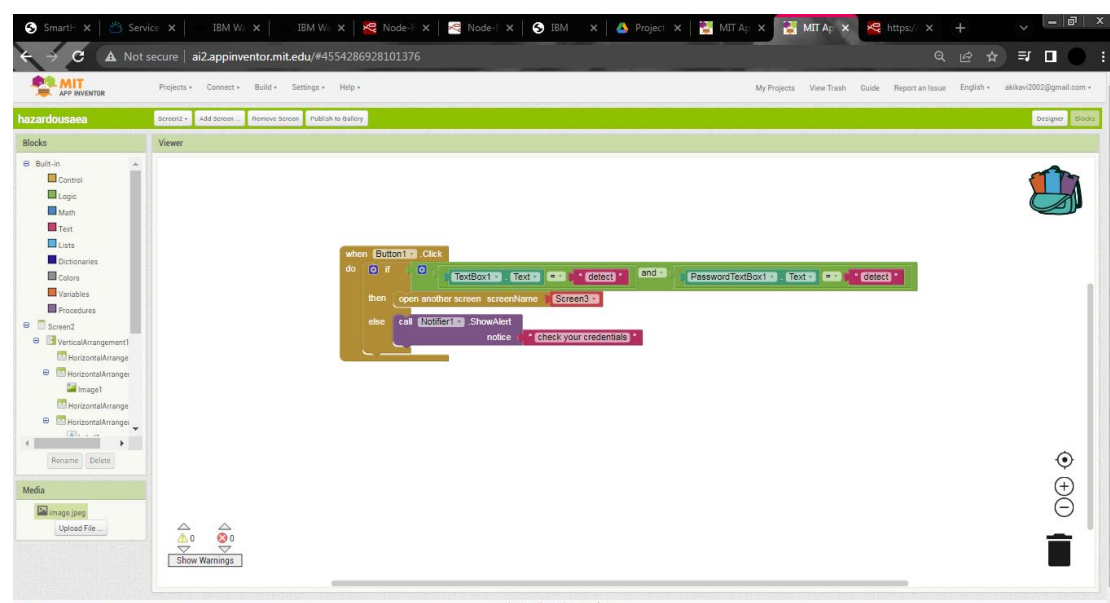 SmartH Service IBM Wa IBM Wa Node-F Node-F IBM Project MIT Ap MIT Ap https://
Not secure | ai2.appinventor.mit.edu/#4554286928101376
MIT
APP INVENTOR
Projects Connect Build Settings Help My Projects View Trash Guide Report an Issue English akikavi2002@gmail.com
hazardousaea Screen2 Add Screen ... Remove Screen Publish to Gallery Designer Blocks
Blocks Viewer
Built-in
Control
Logic
Math
Text
Lists
Dictionaries
Colors
Variables
Procedures
Screen2
VerticalArrangement1
HorizontalArrange
HorizontalArranger
Image1
HorizontalArrange
HorizontalArranger
Rename Delete
Media
image.jpeg
Upload File ...
when Button1 .Click
do if TextBox1 . Text = " detect " and PasswordTextBox1 . Text = " detect "
then open another screen screenName Screen3
else call Notifier1 .ShowAlert
notice " check your credentials "
0 0
Show Warnings